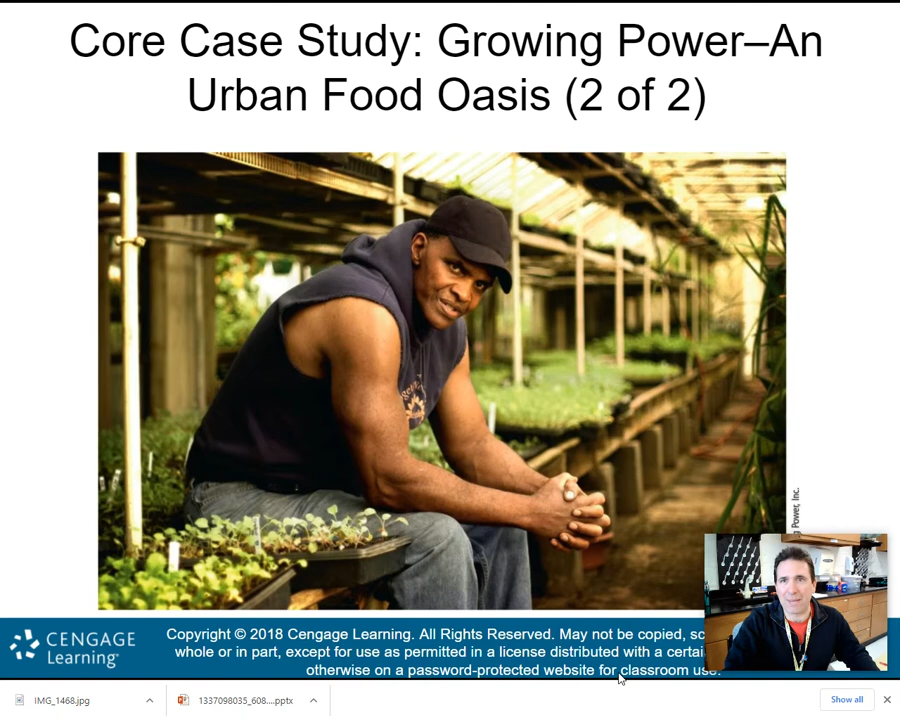 Core Case Study: Growing Power–An
Urban Food Oasis (2 of 2)
Power, Inc.
CENGAGE
Learning®
Copyright © 2018 Cengage Learning. All Rights Reserved. May not be copied,
whole or in part, except for use as permitted in a license distributed with a
otherwise on a password-protected website for classroom use.
IMG_1468.jpg
1337098035_608....pptx
Show all